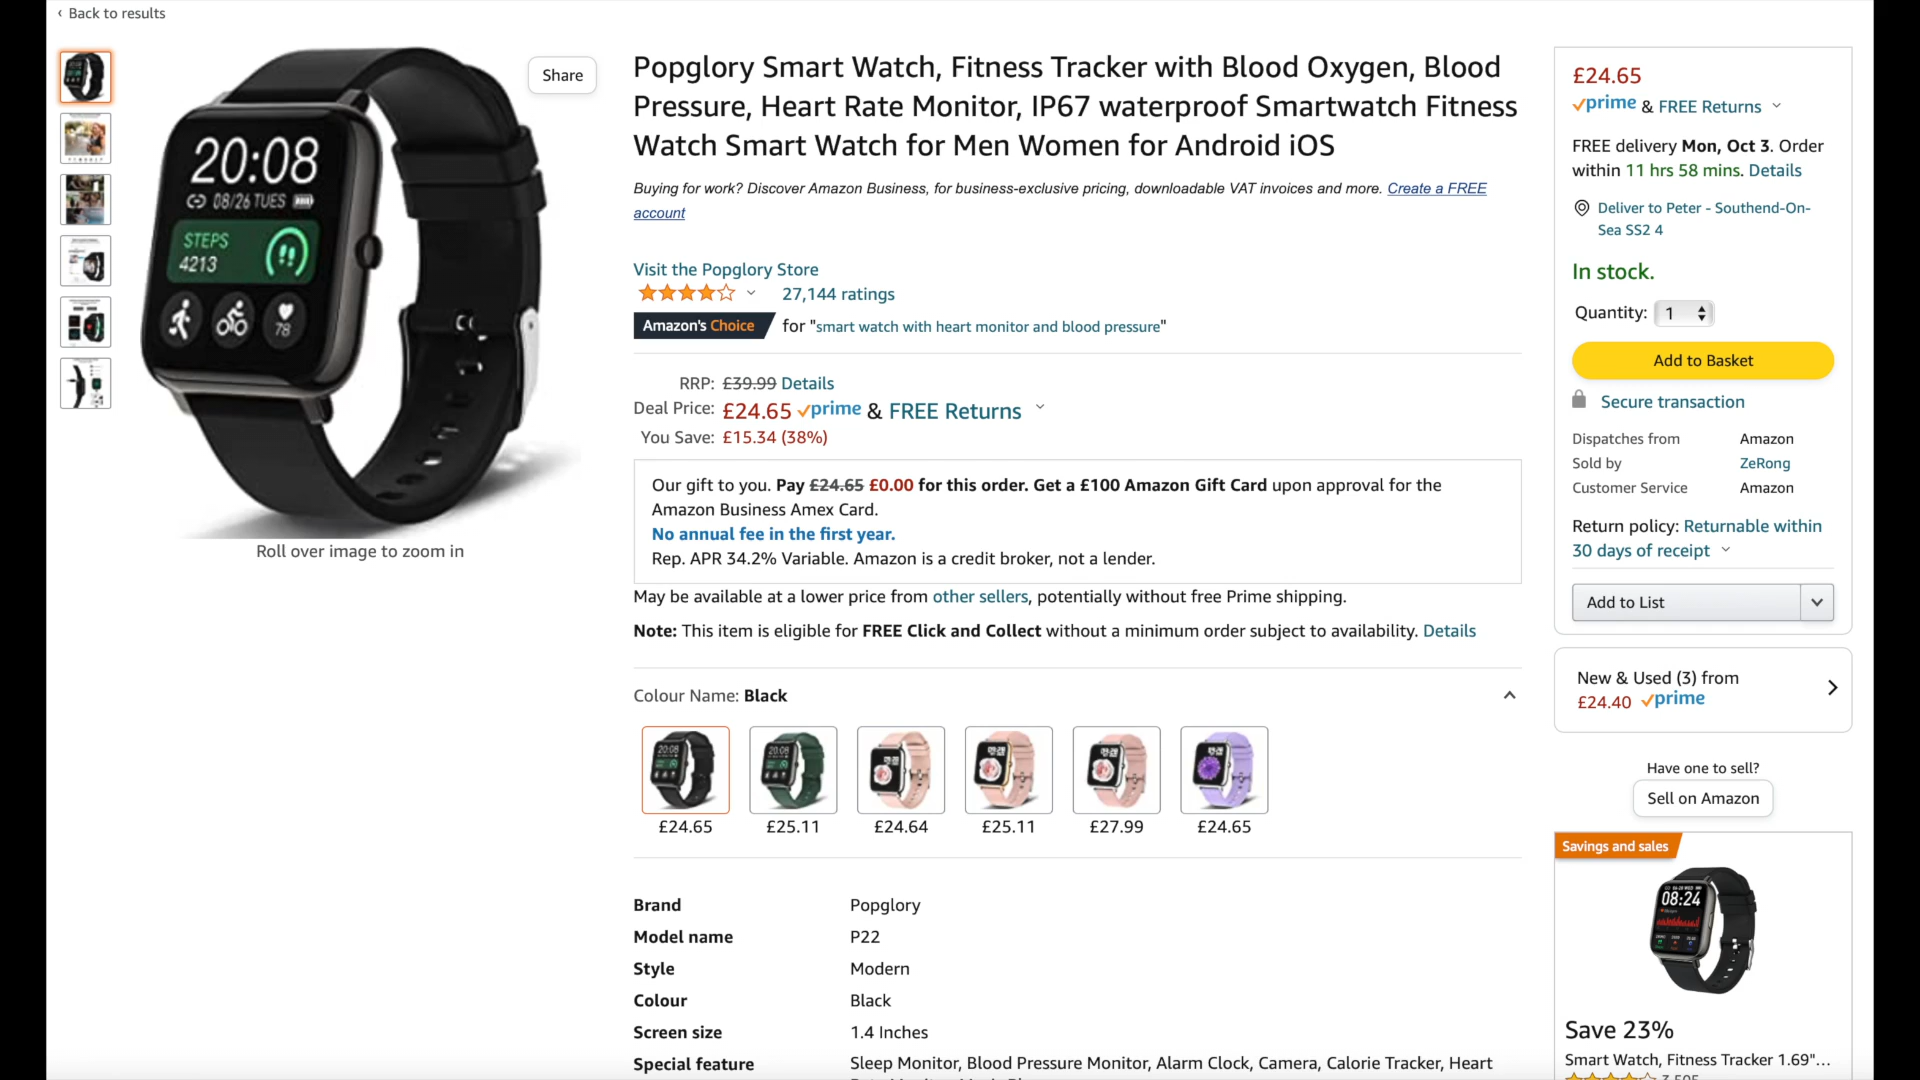 ‹ Back to results
Share
20:08
08/26 TUES
STEPS
4213
78
Roll over image to zoom in
Popglory Smart Watch, Fitness Tracker with Blood Oxygen, Blood
Pressure, Heart Rate Monitor, IP67 waterproof Smartwatch Fitness
Watch Smart Watch for Men Women for Android iOS
Buying for work? Discover Amazon Business, for business-exclusive pricing, downloadable VAT invoices and more. Create a FREE
account
Visit the Popglory Store
27,144 ratings
Amazon's Choice for "smart watch with heart monitor and blood pressure"
RRP: £39.99 Details
Deal Price: £24.65 prime & FREE Returns
You Save: £15.34 (38%)
Our gift to you. Pay £24.65 £0.00 for this order. Get a £100 Amazon Gift Card upon approval for the
Amazon Business Amex Card.
No annual fee in the first year.
Rep. APR 34.2% Variable. Amazon is a credit broker, not a lender.
May be available at a lower price from other sellers, potentially without free Prime shipping.
Note: This item is eligible for FREE Click and Collect without a minimum order subject to availability. Details
Colour Name: Black
£24.65 £25.11 £24.64 £25.11 £27.99 £24.65
Brand Popglory
Model name P22
Style Modern
Colour Black
Screen size 1.4 Inches
Special feature Sleep Monitor, Blood Pressure Monitor, Alarm Clock, Camera, Calorie Tracker, Heart
£24.65
prime & FREE Returns
FREE delivery Mon, Oct 3. Order
within 11 hrs 58 mins. Details
Deliver to Peter - Southend-On-
Sea SS2 4
In stock.
Quantity: 1
Add to Basket
Secure transaction
Dispatches from Amazon
Sold by ZeRong
Customer Service Amazon
Return policy: Returnable within
30 days of receipt
Add to List
New & Used (3) from
£24.40 prime
Have one to sell?
Sell on Amazon
Savings and sales
08:24
Save 23%
Smart Watch, Fitness Tracker 1.69"...